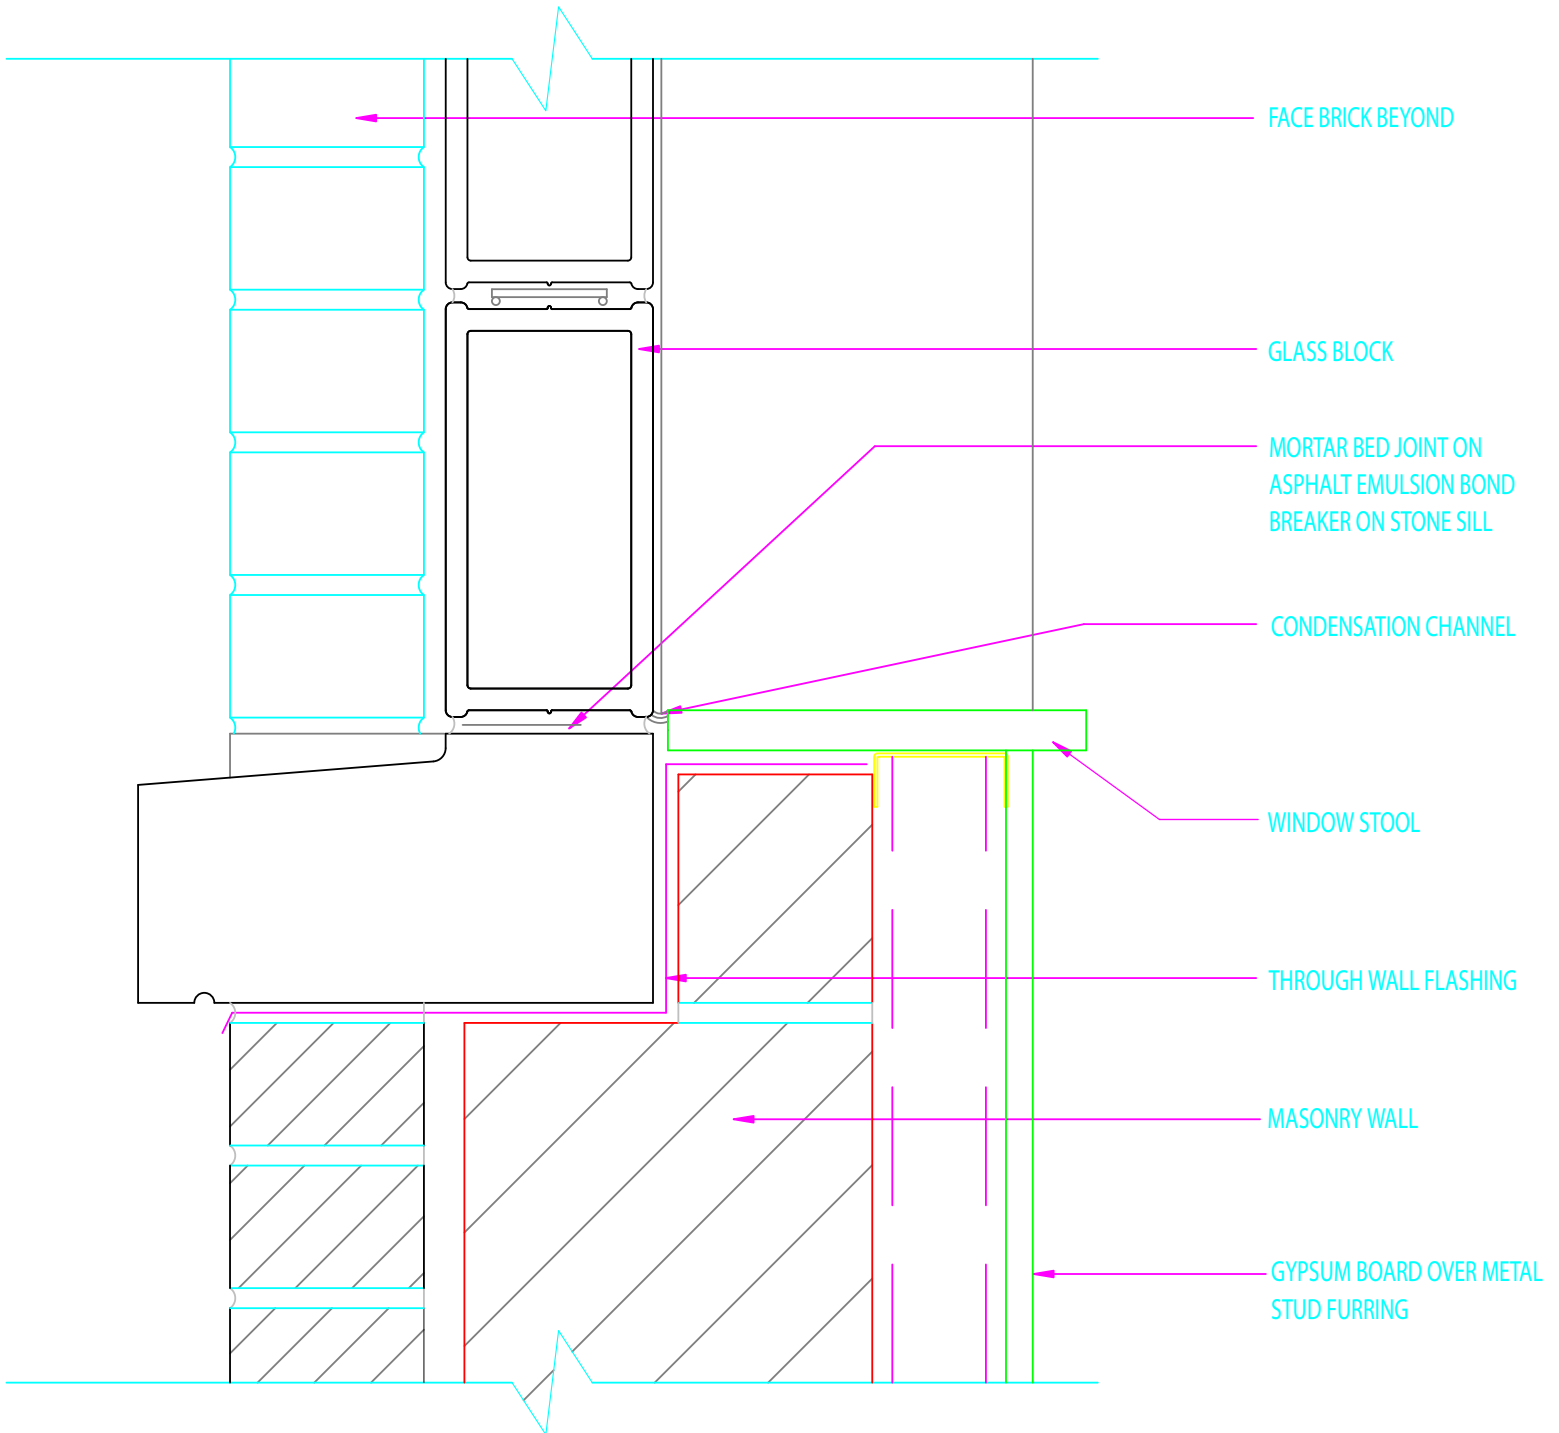 FACE BRICK BEYOND
GLASS BLOCK
MORTAR BED JOINT ON
ASPHALT EMULSION BOND
BREAKER ON STONE SILL
CONDENSATION CHANNEL
WINDOW STOOL
THROUGH WALL FLASHING
MASONRY WALL
GYPSUM BOARD OVER METAL
STUD FURRING